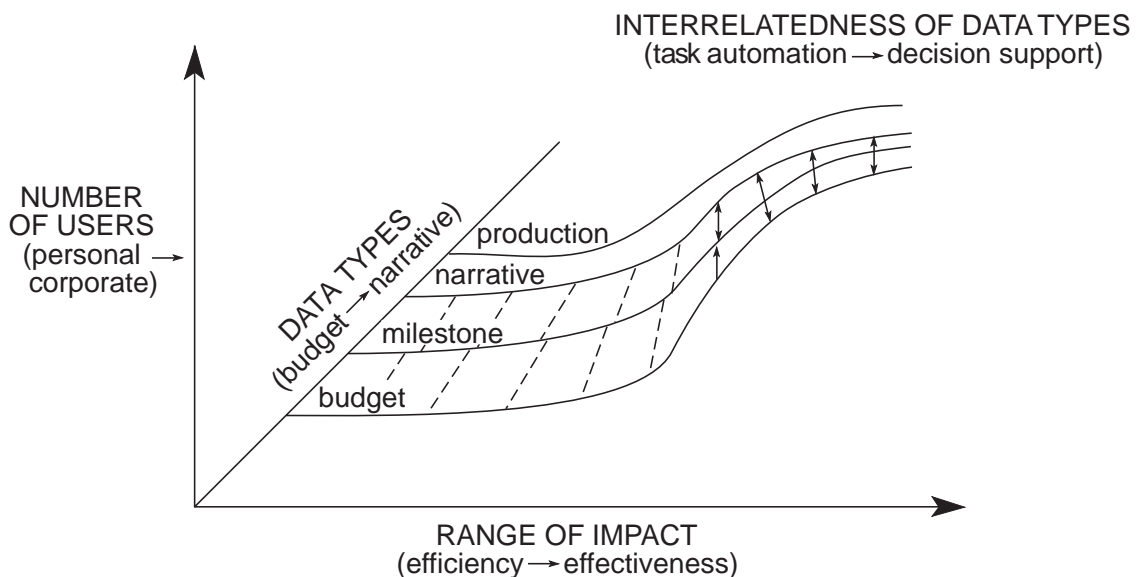 INTERRELATEDNESS OF DATA TYPES
(task automation → decision support)
NUMBER
OF USERS
(personal →
corporate)
DATA TYPES
(budget → narrative)
production
narrative
milestone
budget
RANGE OF IMPACT
(efficiency → effectiveness)